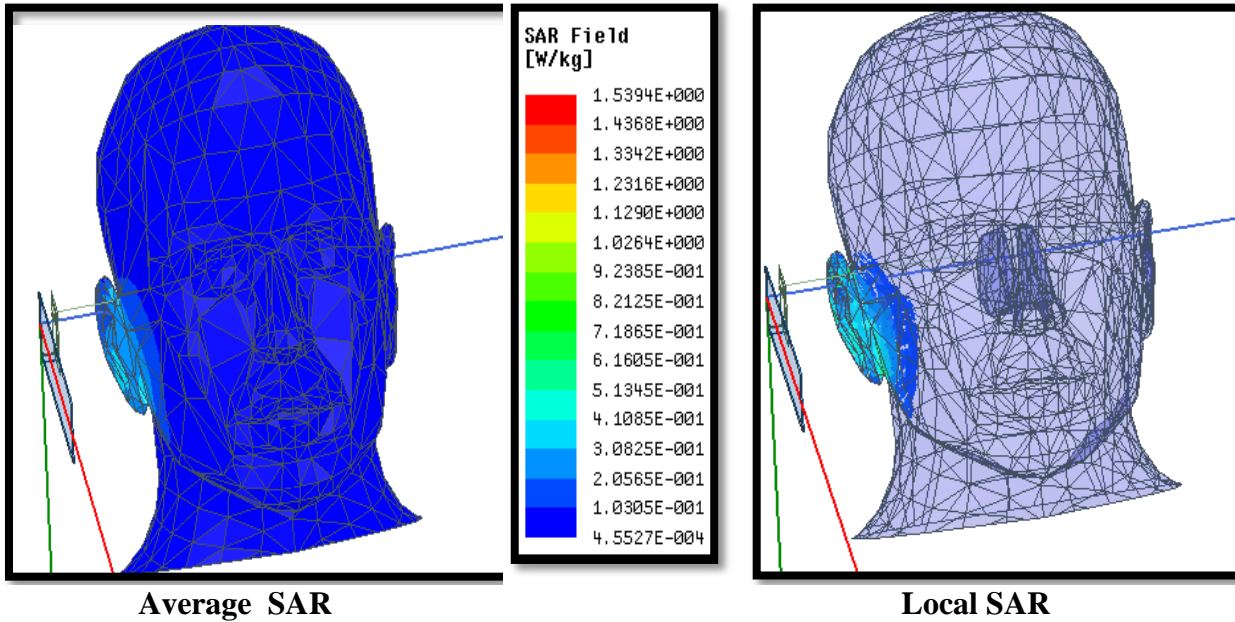 SAR Field
[W/kg]
1.5394E+000
1.4368E+000
1.3342E+000
1.2316E+000
1.1290E+000
1.0264E+000
9.2385E-001
8.2125E-001
7.1865E-001
6.1605E-001
5.1345E-001
4.1085E-001
3.0825E-001
2.0565E-001
1.0305E-001
4.5527E-004
Average SAR
Local SAR